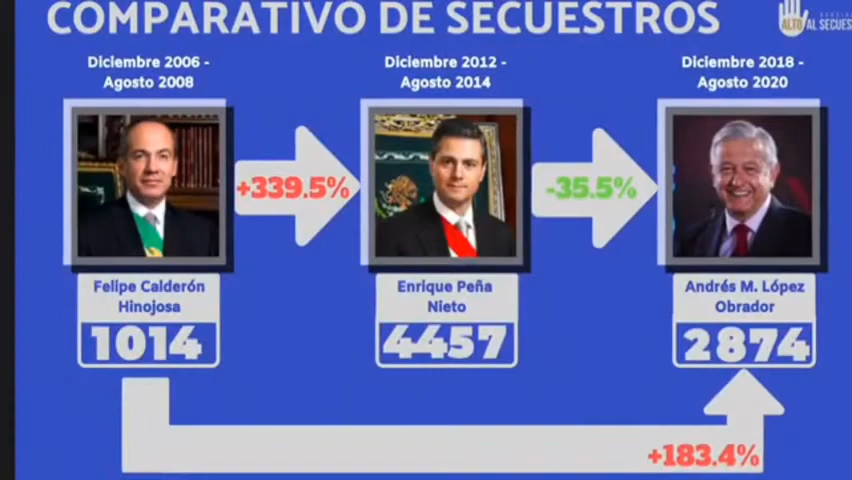 COMPARATIVO DE SECUESTROS
ALTO AL SECUES
Diciembre 2006 -
Agosto 2008
Diciembre 2012 -
Agosto 2014
Diciembre 2018 -
Agosto 2020
+339.5%
-35.5%
Felipe Calderón
Hinojosa
1014
Enrique Peña
Nieto
4457
Andrés M. López
Obrador
2874
+183.4%